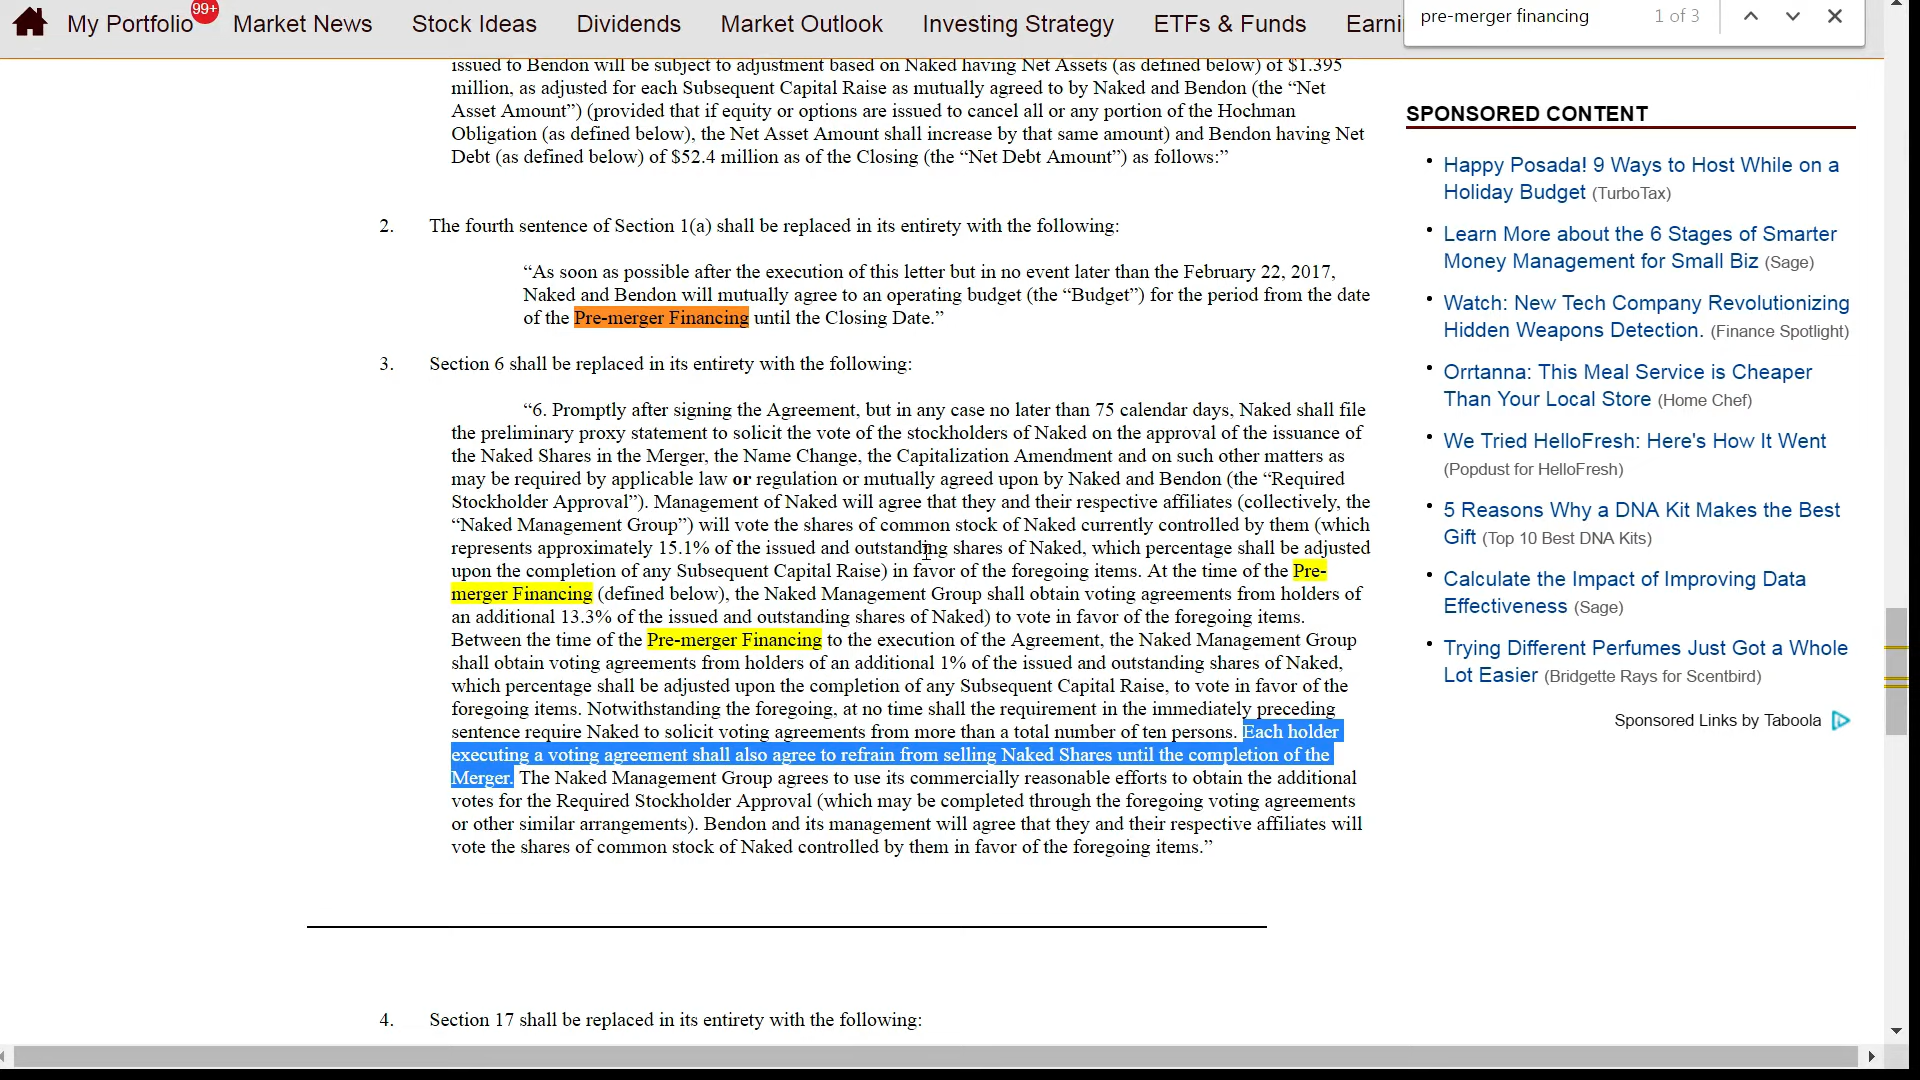 99+
My Portfolio Market News Stock Ideas Dividends Market Outlook Investing Strategy ETFs & Funds Earni
pre-merger financing 1 of 3
issued to Bendon will be subject to adjustment based on Naked having Net Assets (as defined below) of $1.395
million, as adjusted for each Subsequent Capital Raise as mutually agreed to by Naked and Bendon (the “Net
Asset Amount”) (provided that if equity or options are issued to cancel all or any portion of the Hochman
Obligation (as defined below), the Net Asset Amount shall increase by that same amount) and Bendon having Net
Debt (as defined below) of $52.4 million as of the Closing (the “Net Debt Amount”) as follows:”
2. The fourth sentence of Section 1(a) shall be replaced in its entirety with the following:
“As soon as possible after the execution of this letter but in no event later than the February 22, 2017,
Naked and Bendon will mutually agree to an operating budget (the “Budget”) for the period from the date
of the Pre-merger Financing until the Closing Date.”
3. Section 6 shall be replaced in its entirety with the following:
“6. Promptly after signing the Agreement, but in any case no later than 75 calendar days, Naked shall file
the preliminary proxy statement to solicit the vote of the stockholders of Naked on the approval of the issuance of
the Naked Shares in the Merger, the Name Change, the Capitalization Amendment and on such other matters as
may be required by applicable law or regulation or mutually agreed upon by Naked and Bendon (the “Required
Stockholder Approval”). Management of Naked will agree that they and their respective affiliates (collectively, the
“Naked Management Group”) will vote the shares of common stock of Naked currently controlled by them (which
represents approximately 15.1% of the issued and outstanding shares of Naked, which percentage shall be adjusted
upon the completion of any Subsequent Capital Raise) in favor of the foregoing items. At the time of the Pre-
merger Financing (defined below), the Naked Management Group shall obtain voting agreements from holders of
an additional 13.3% of the issued and outstanding shares of Naked) to vote in favor of the foregoing items.
Between the time of the Pre-merger Financing to the execution of the Agreement, the Naked Management Group
shall obtain voting agreements from holders of an additional 1% of the issued and outstanding shares of Naked,
which percentage shall be adjusted upon the completion of any Subsequent Capital Raise, to vote in favor of the
foregoing items. Notwithstanding the foregoing, at no time shall the requirement in the immediately preceding
sentence require Naked to solicit voting agreements from more than a total number of ten persons. Each holder
executing a voting agreement shall also agree to refrain from selling Naked Shares until the completion of the
Merger. The Naked Management Group agrees to use its commercially reasonable efforts to obtain the additional
votes for the Required Stockholder Approval (which may be completed through the foregoing voting agreements
or other similar arrangements). Bendon and its management will agree that they and their respective affiliates will
vote the shares of common stock of Naked controlled by them in favor of the foregoing items.”
4. Section 17 shall be replaced in its entirety with the following:
SPONSORED CONTENT
Happy Posada! 9 Ways to Host While on a
Holiday Budget (TurboTax)
Learn More about the 6 Stages of Smarter
Money Management for Small Biz (Sage)
Watch: New Tech Company Revolutionizing
Hidden Weapons Detection. (Finance Spotlight)
Orrtanna: This Meal Service is Cheaper
Than Your Local Store (Home Chef)
We Tried HelloFresh: Here's How It Went
(Popdust for HelloFresh)
5 Reasons Why a DNA Kit Makes the Best
Gift (Top 10 Best DNA Kits)
Calculate the Impact of Improving Data
Effectiveness (Sage)
Trying Different Perfumes Just Got a Whole
Lot Easier (Bridgette Rays for Scentbird)
Sponsored Links by Taboola